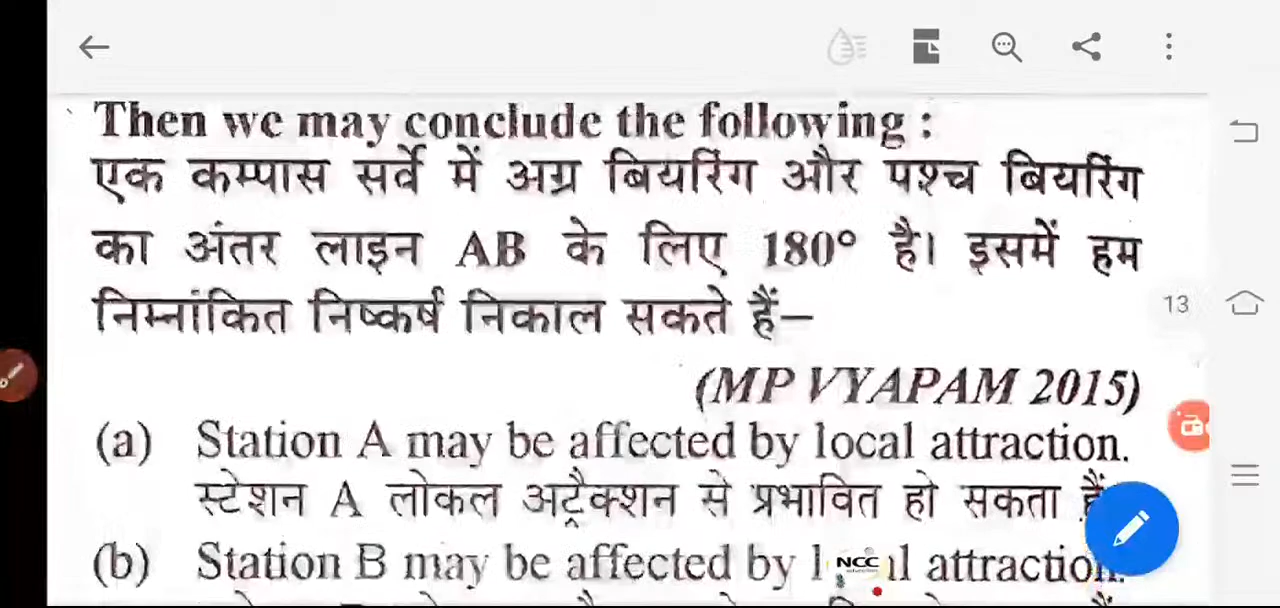 Then we may conclude the following :
एक कम्पास सर्वे में अग्र बियरिंग और पश्च बियरिंग
का अंतर लाइन AB के लिए 180° है। इसमें हम
निम्नांकित निष्कर्ष निकाल सकते हैं–
13
(MP VYAPAM 2015)
(a) Station A may be affected by local attraction.
स्टेशन A लोकल अट्रैक्शन से प्रभावित हो सकता
(b) Station B may be affected by attraction.
NCC